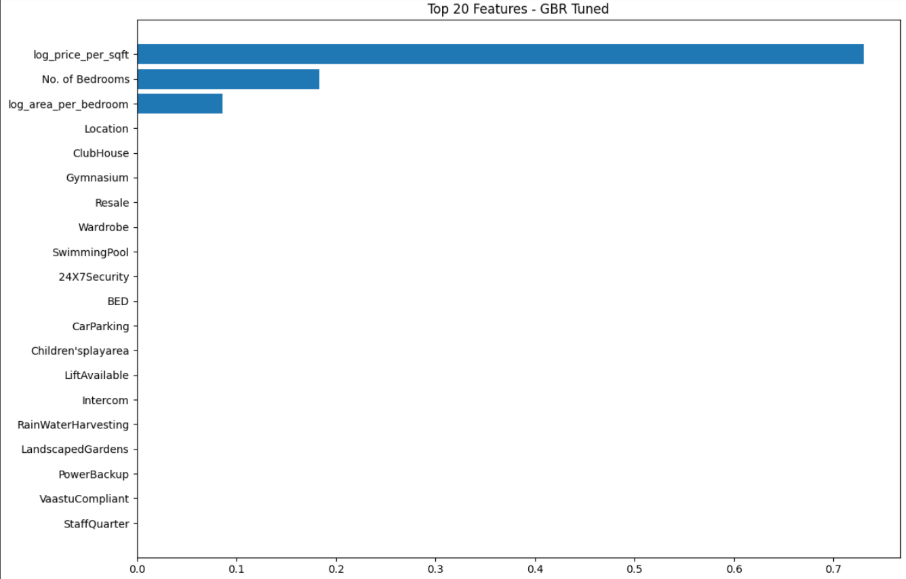 Top 20 Features - GBR Tuned
log_price_per_sqft
No. of Bedrooms
log_area_per_bedroom
Location
ClubHouse
Gymnasium
Resale
Wardrobe
SwimmingPool
24X7Security
BED
CarParking
Children'splayarea
LiftAvailable
Intercom
RainWaterHarvesting
LandscapedGardens
PowerBackup
VaastuCompliant
StaffQuarter
0.0 0.1 0.2 0.3 0.4 0.5 0.6 0.7